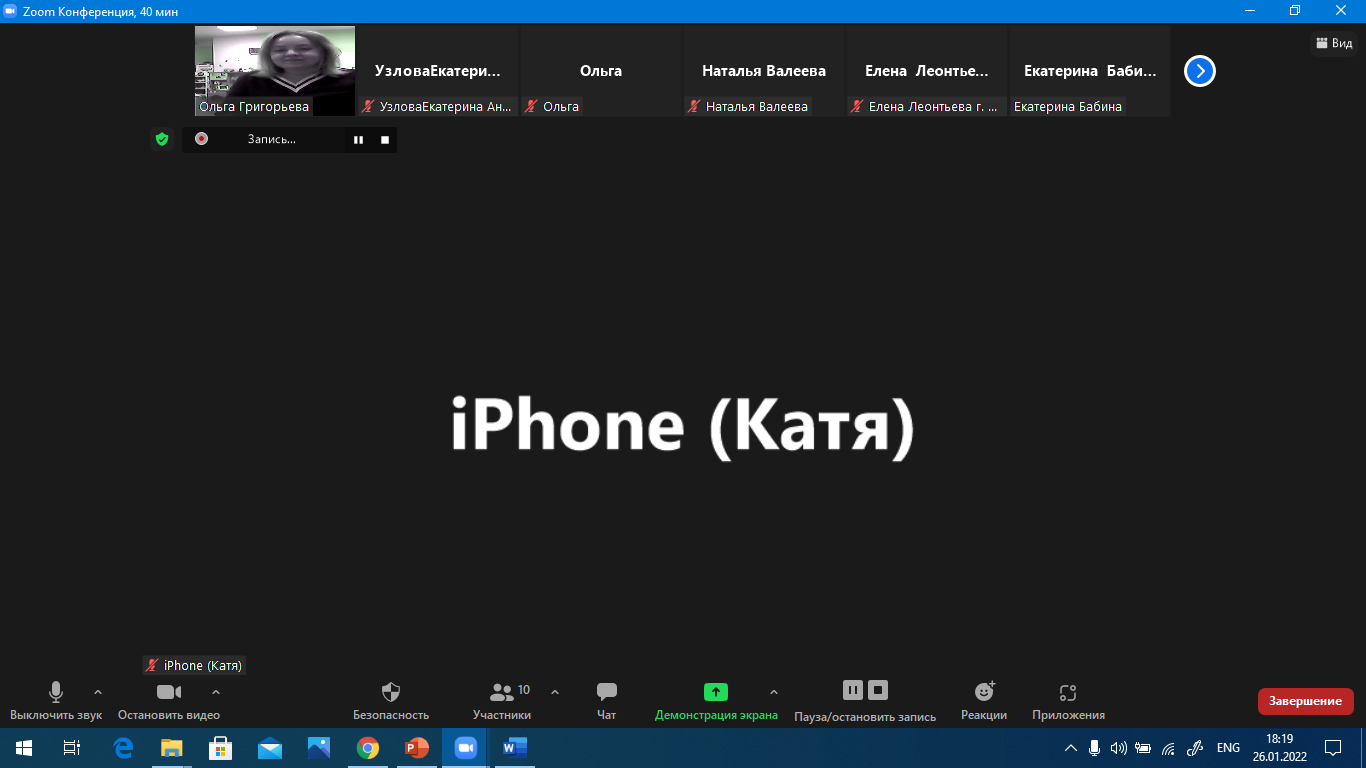 Zoom Конференция, 40 мин
Вид
УзловаЕкатери...
Ольга
Наталья Валеева
Елена Леонтье...
Екатерина Баби...
Ольга Григорьева
УзловаЕкатерина Ан...
Ольга
Наталья Валеева
Елена Леонтьева г. ...
Екатерина Бабина
Запись...
iPhone (Катя)
iPhone (Катя)
10
Выключить звук
Остановить видео
Безопасность
Участники
Чат
Демонстрация экрана
Пауза/остановить запись
Реакции
Приложения
Завершение
ENG
18:19
26.01.2022